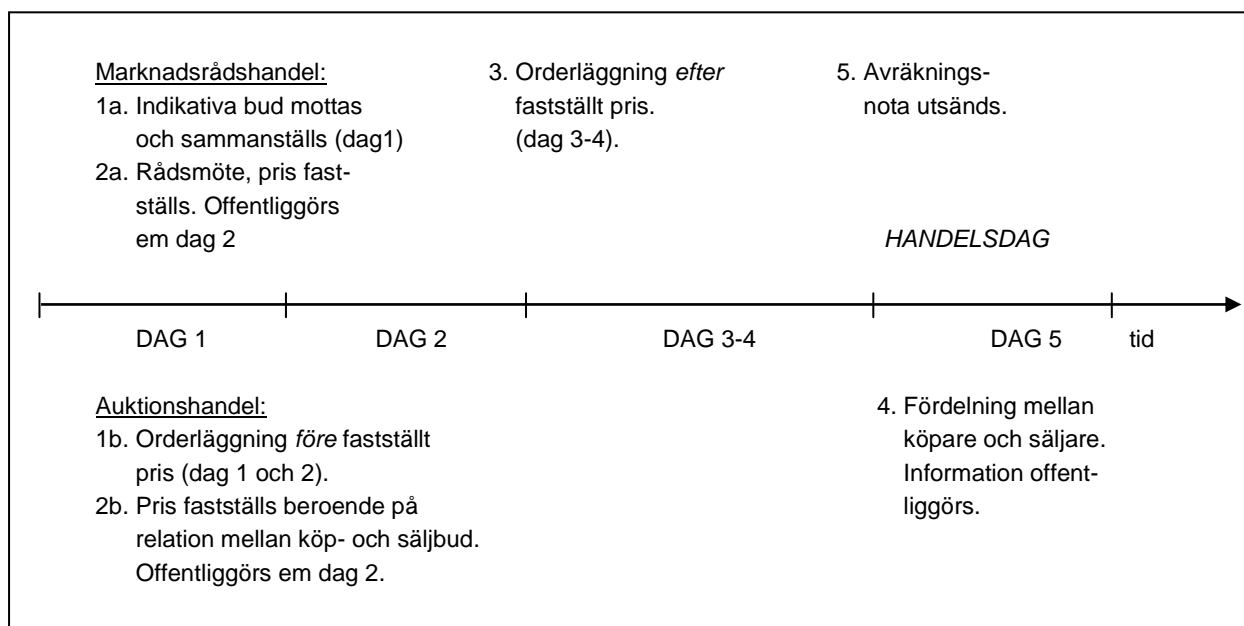 Marknadsrådshandel:
1a. Indikativa bud mottas
och sammanställs (dag1)
2a. Rådsmöte, pris fast-
ställs. Offentliggörs
em dag 2
3. Orderläggning efter
fastställt pris.
(dag 3-4).
5. Avräknings-
nota utsänds.
HANDELSDAG
DAG 1
DAG 2
DAG 3-4
DAG 5
tid
Auktionshandel:
1b. Orderläggning före fastställt
pris (dag 1 och 2).
2b. Pris fastställs beroende på
relation mellan köp- och säljbud.
Offentliggörs em dag 2.
4. Fördelning mellan
köpare och säljare.
Information offent-
liggörs.